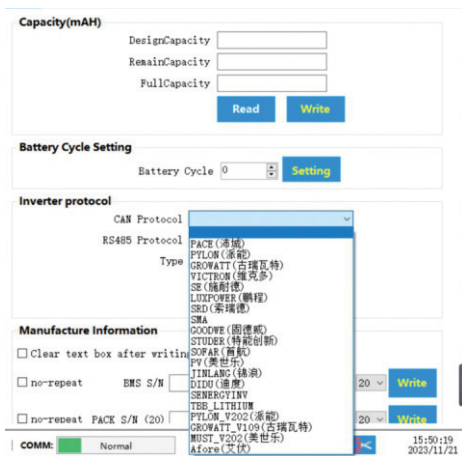 Capacity(mAH)
DesignCapacity
RemainCapacity
FullCapacity
Read Write
Battery Cycle Setting
Battery Cycle 0 Setting
Inverter protocol
CAN Protocol
RS485 Protocol
Type
PACE(沛城)
PYLON(派能)
GROWATT(古瑞瓦特)
VICTRON(维克多)
SE(施耐德)
LUXPOWER(鹏程)
SRD(索瑞德)
SMA
GOODWE(固德威)
STUDER(特能创新)
SOFAR(首航)
PV(美世乐)
JINLANG(锦浪)
DIDU(迪度)
SENERGYINV
TBB_LITHIUM
PYLON_V202(派能)
GROWATT_V109(古瑞瓦特)
MUST_V202(美世乐)
Afore(艾伏)
Manufacture Information
Clear text box after writin
no-repeat BMS S/N 20 Write
no-repeat PACK S/N (20) 20 Write
COMM: Normal 15:50:19
2023/11/21